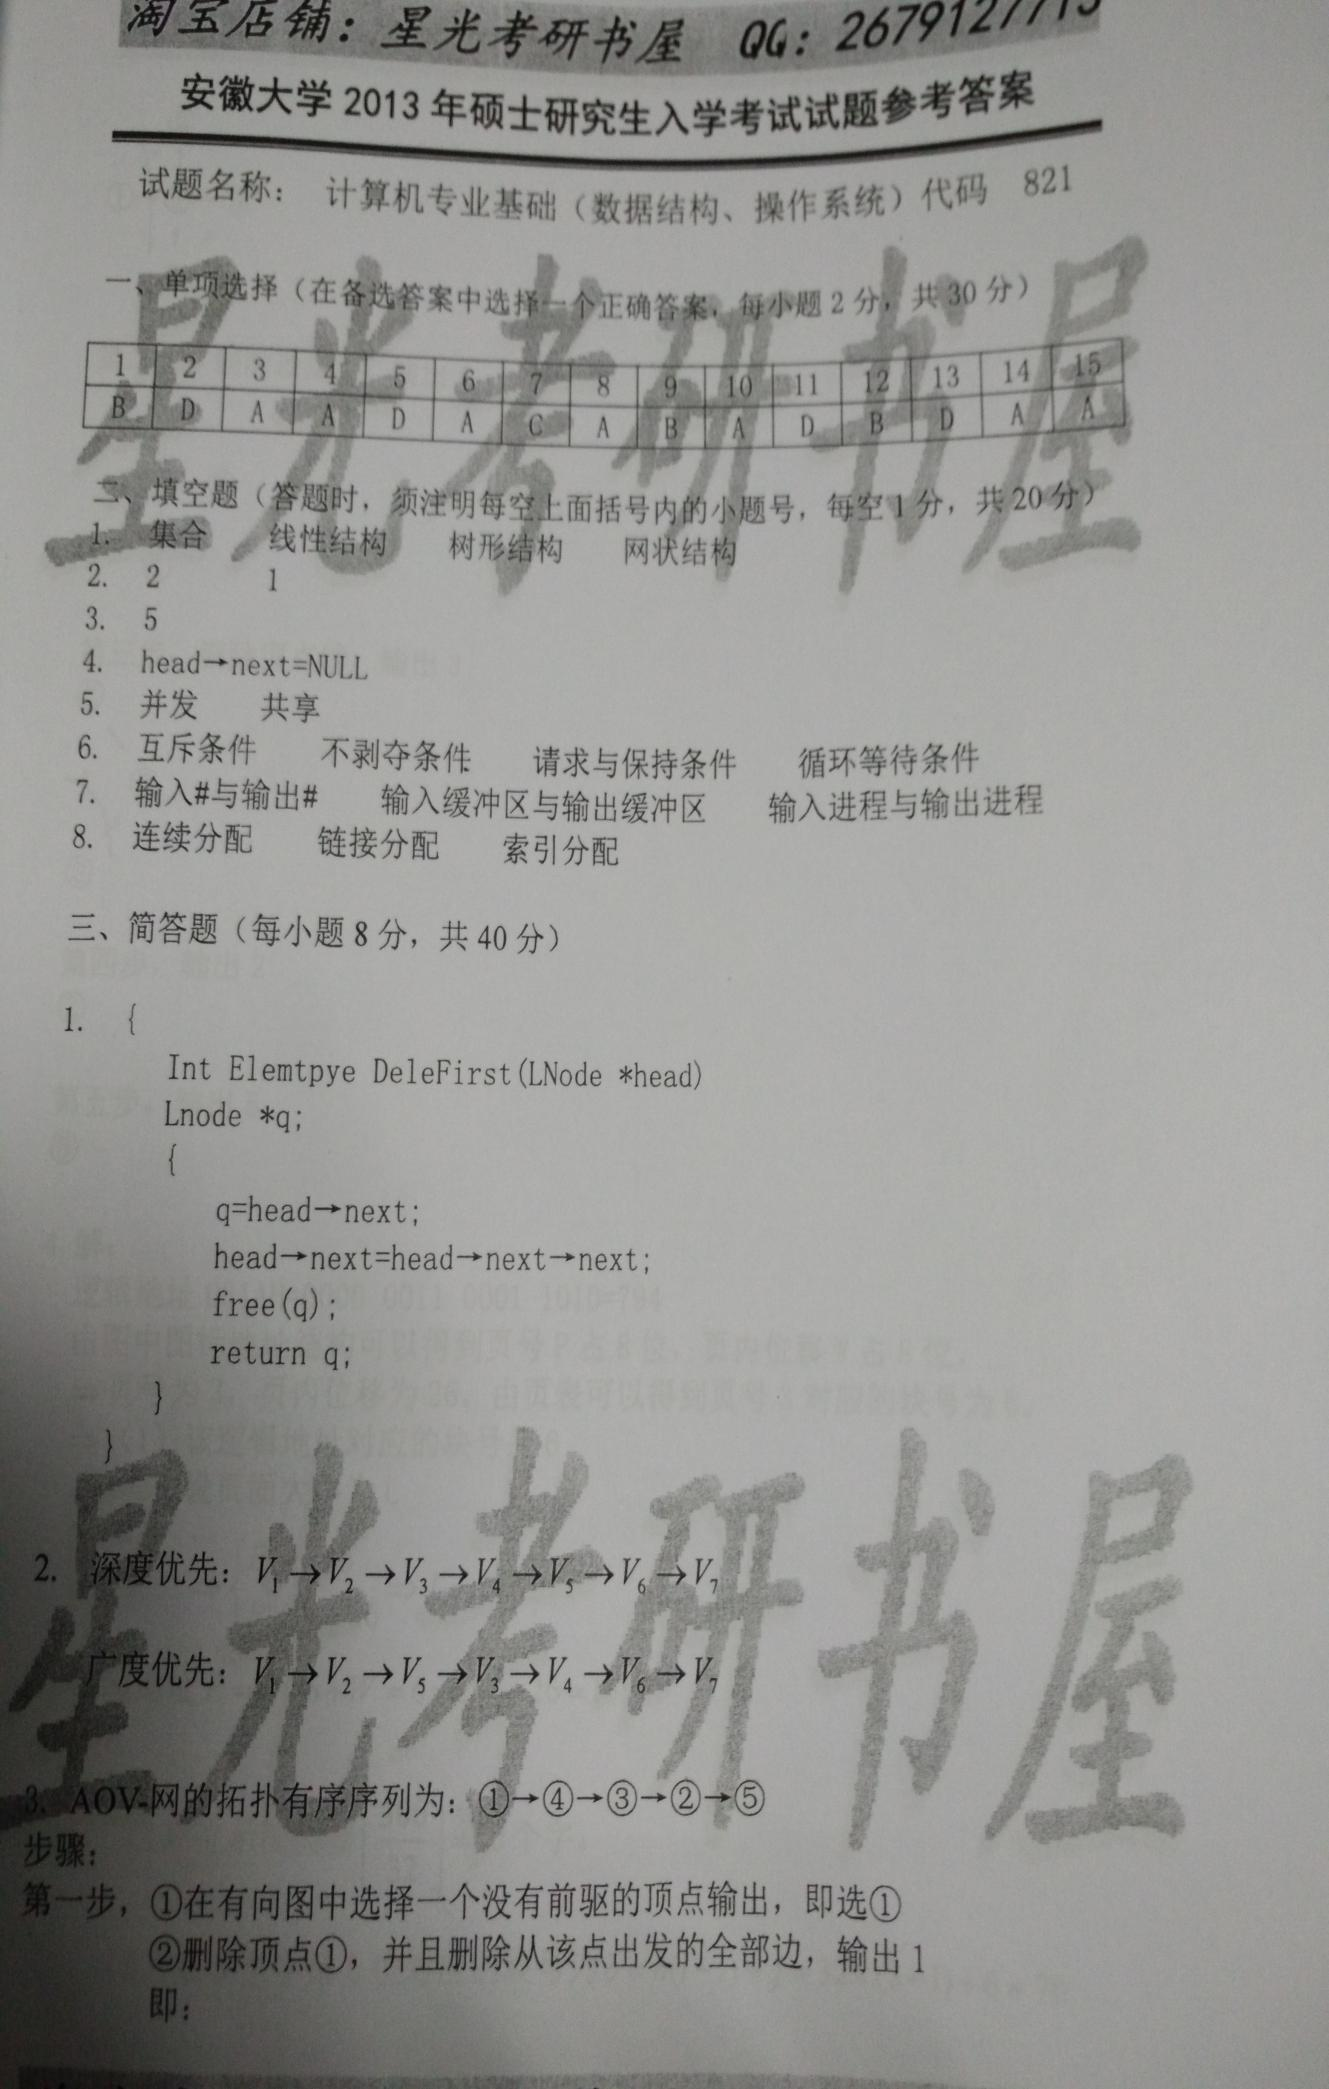 淘宝店铺：星光考研书屋 QQ：2679127715
安徽大学 2013 年硕士研究生入学考试试题参考答案
试题名称： 计算机专业基础（数据结构、操作系统）代码 821
一、单项选择（在备选答案中选择一个正确答案，每小题 2 分，共 30 分）
1 2 3 4 5 6 7 8 9 10 11 12 13 14 15
B D A A D A C A B A D B D A A
二、填空题（答题时，须注明每空上面括号内的小题号，每空 1 分，共 20 分）
1. 集合 线性结构 树形结构 网状结构
2. 2 1
3. 5
4. head→next=NULL
5. 并发 共享
6. 互斥条件 不剥夺条件 请求与保持条件 循环等待条件
7. 输入#与输出# 输入缓冲区与输出缓冲区 输入进程与输出进程
8. 连续分配 链接分配 索引分配
三、简答题（每小题 8 分，共 40 分）
1. {
Int Elemtpye DeleFirst(LNode *head)
Lnode *q;
{
q=head→next;
head→next=head→next→next;
free(q);
return q;
}
}
2. 深度优先：V1→V2→V3→V4→V5→V6→V7
广度优先：V1→V2→V5→V3→V4→V6→V7
3. AOV-网的拓扑有序序列为：①→④→③→②→⑤
步骤：
第一步，①在有向图中选择一个没有前驱的顶点输出，即选①
②删除顶点①，并且删除从该点出发的全部边，输出 1
即：
星光考研书屋
星光考研书屋